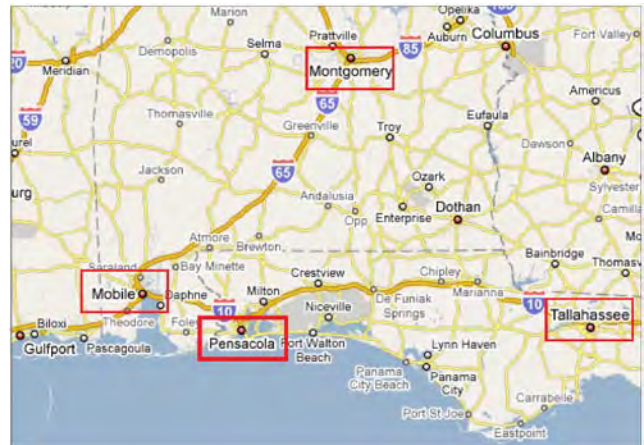 Marion
Prattville
Opelika
Auburn
Columbus
Fort Valley
85
Demopolis
Selma
20
Meridian
Montgomery
Americus
65
59
Thomasville
Greenville
Troy
Eufaula
Dawson
Albany
Jackson
65
Ozark
Sylvester
Andalusia
Opp
Enterprise
Dothan
Camilla
Atmore
Brewton
Bainbridge
Thomasv
Saraland
Bay Minette
Crestview
Chipley
Marianna
Mobile
Daphne
Milton
Niceville
De Funiak
Springs
10
10
Tallahassee
Biloxi
Theodore
Foley
Gulfport
Pascagoula
Pensacola
Fort Walton
Beach
Lynn Haven
Panama
City Beach
Panama
City
Port St Joe
Carrabelle
Eastpoint